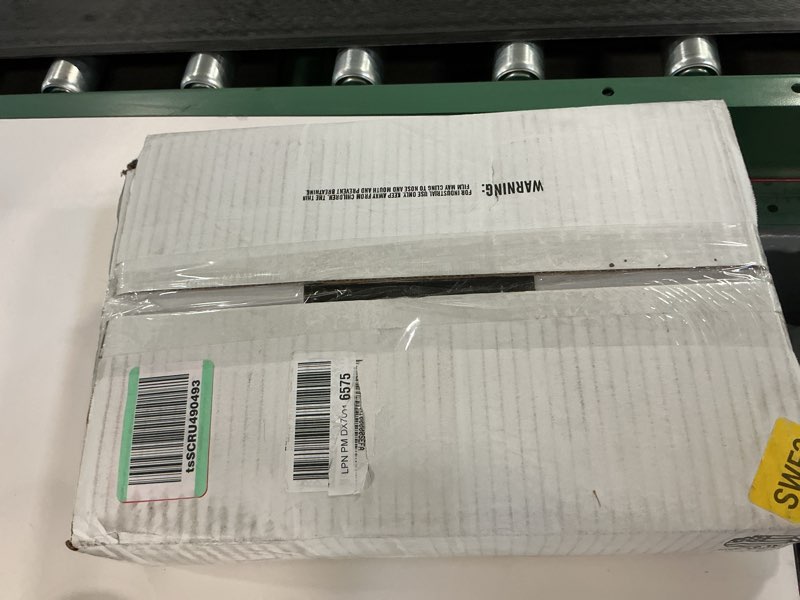 WARNING:
FOR INDUSTRIAL USE ONLY. KEEP AWAY FROM CHILDREN. THE THIN
FILM MAY CLING TO NOSE AND MOUTH AND PREVENT BREATHING.
tsSCRU490493
LPN PM
6575